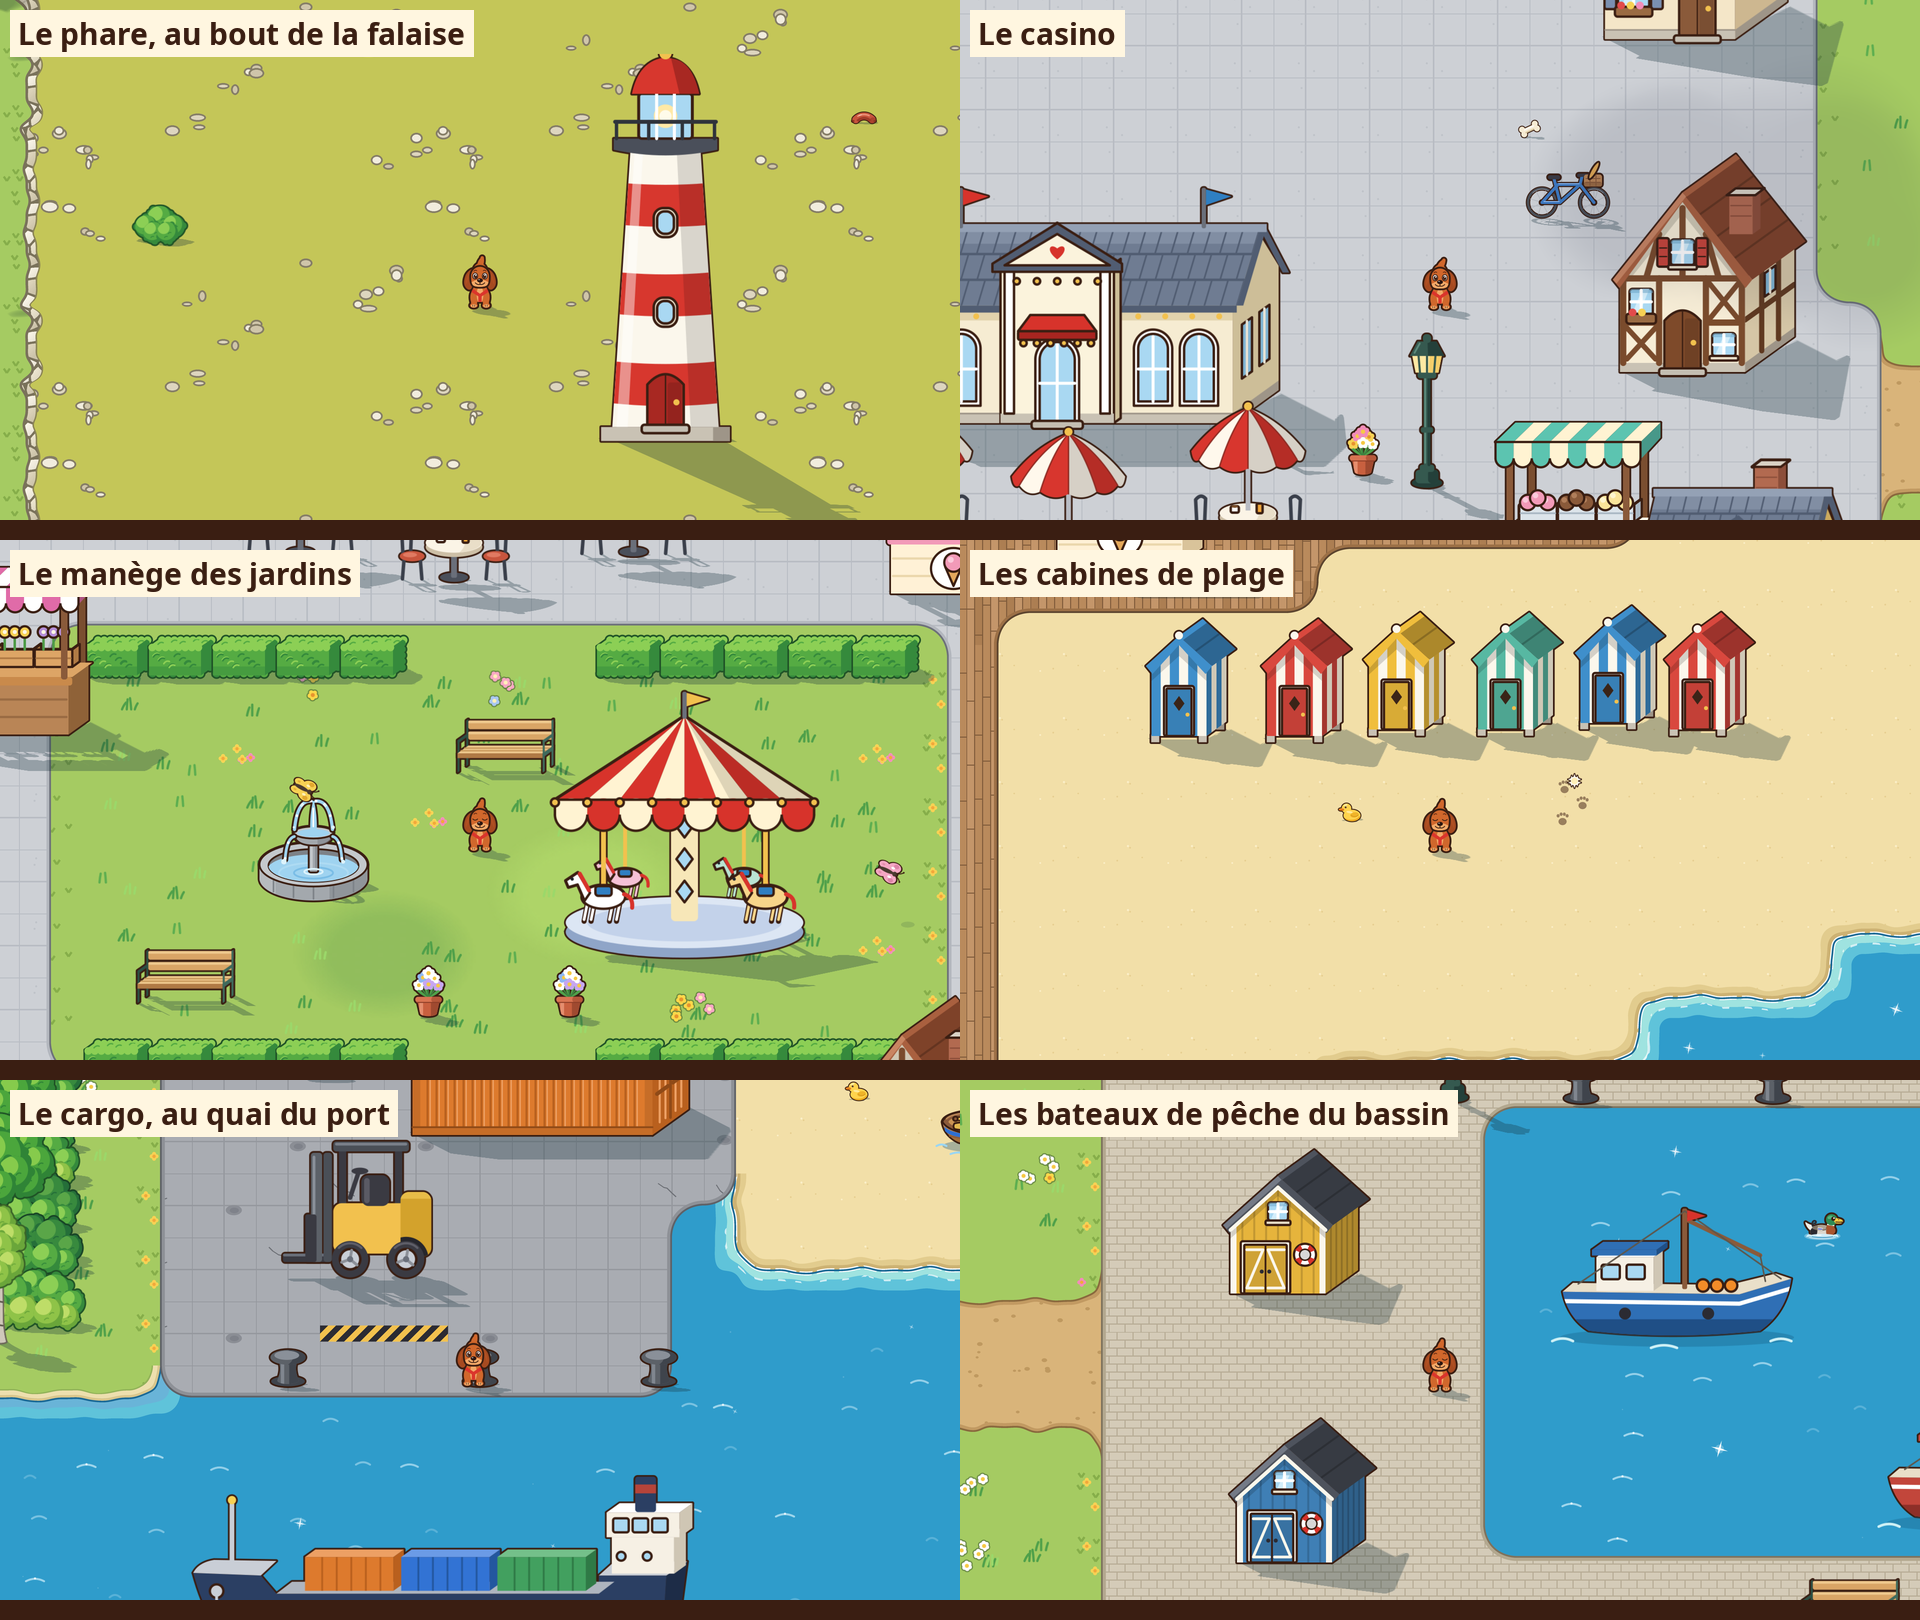 Le phare, au bout de la falaise
Le casino
Le manège des jardins
Les cabines de plage
Le cargo, au quai du port
Les bateaux de pêche du bassin